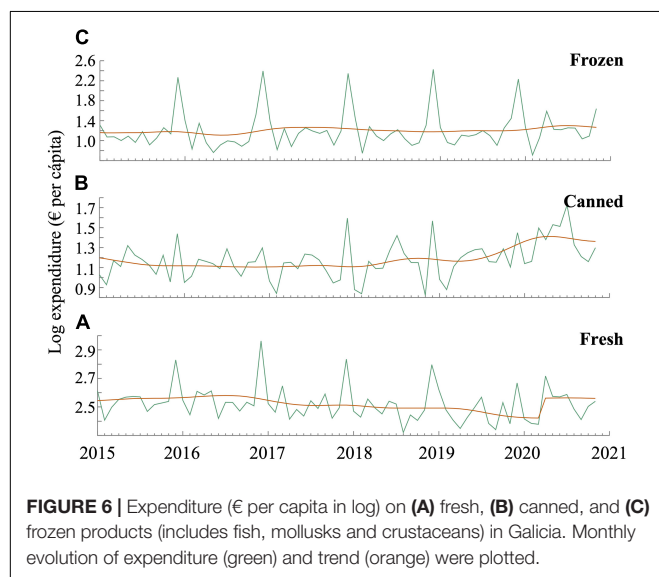 C
Frozen
2.6
2.2
1.8
1.4
1.0
B
Canned
1.7
1.5
1.3
1.1
0.9
A
Fresh
2.9
2.7
2.5
Log expendidure (€ per cápita)
2015 2016 2017 2018 2019 2020 2021
FIGURE 6 | Expenditure (€ per capita in log) on (A) fresh, (B) canned, and (C)
frozen products (includes fish, mollusks and crustaceans) in Galicia. Monthly
evolution of expenditure (green) and trend (orange) were plotted.